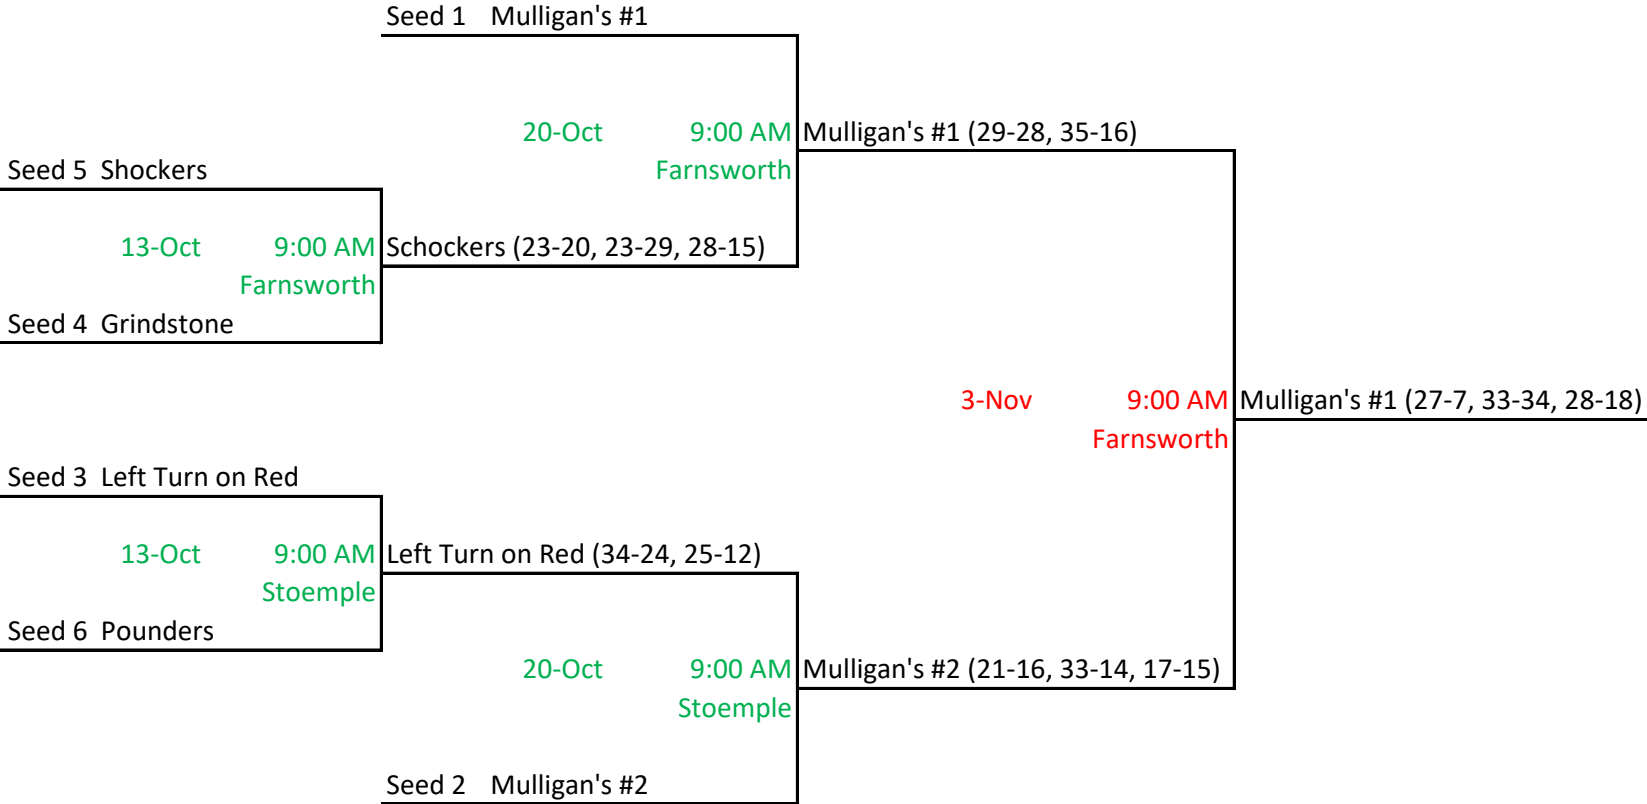 Seed 1 Mulligan's #1
20-Oct 9:00 AM Mulligan's #1 (29-28, 35-16)
Farnsworth
Seed 5 Shockers
13-Oct 9:00 AM Schockers (23-20, 23-29, 28-15)
Farnsworth
Seed 4 Grindstone
3-Nov 9:00 AM Mulligan's #1 (27-7, 33-34, 28-18)
Farnsworth
Seed 3 Left Turn on Red
13-Oct 9:00 AM Left Turn on Red (34-24, 25-12)
Stoemple
Seed 6 Pounders
20-Oct 9:00 AM Mulligan's #2 (21-16, 33-14, 17-15)
Stoemple
Seed 2 Mulligan's #2